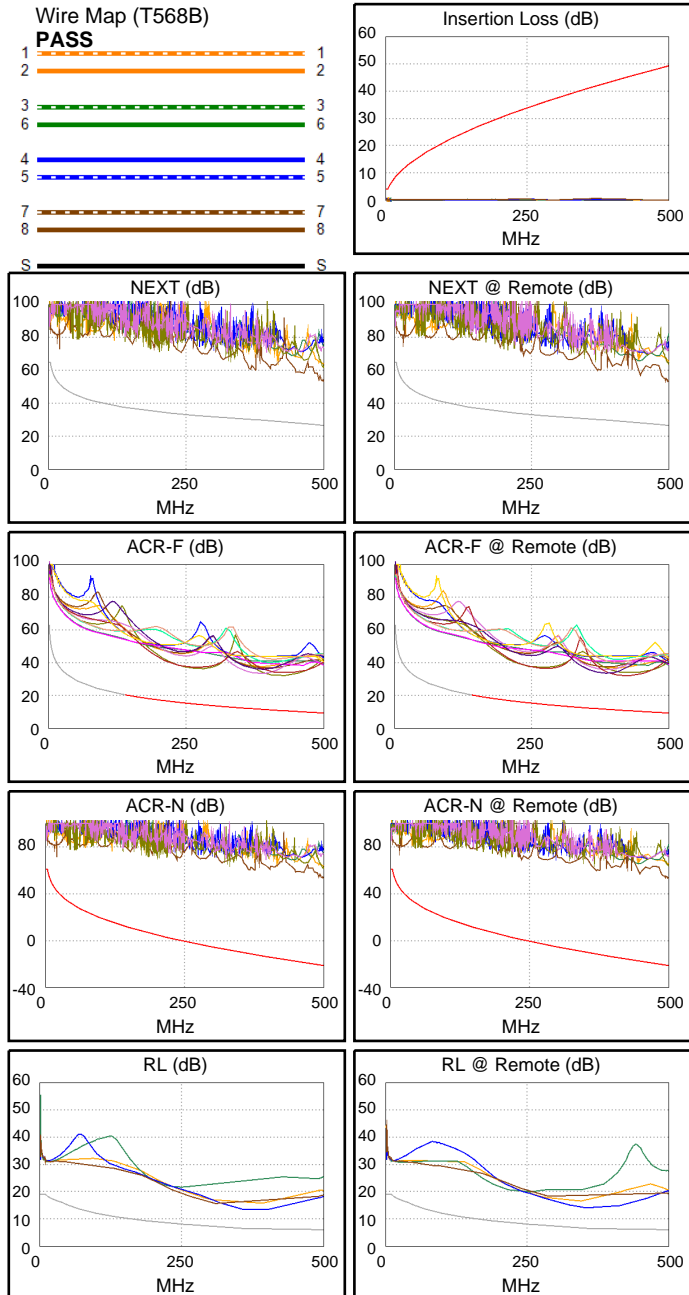 Wire Map (T568B)
PASS
1 1
2 2
3 3
6 6
4 4
5 5
7 7
8 8
S S
Insertion Loss (dB)
60
50
40
30
20
10
0
0 250 500
MHz
NEXT (dB)
100
80
60
40
20
0
0 250 500
MHz
NEXT @ Remote (dB)
100
80
60
40
20
0
0 250 500
MHz
ACR-F (dB)
100
80
60
40
20
0
0 250 500
MHz
ACR-F @ Remote (dB)
100
80
60
40
20
0
0 250 500
MHz
ACR-N (dB)
80
40
0
-40
0 250 500
MHz
ACR-N @ Remote (dB)
80
40
0
-40
0 250 500
MHz
RL (dB)
60
50
40
30
20
10
0
0 250 500
MHz
RL @ Remote (dB)
60
50
40
30
20
10
0
0 250 500
MHz